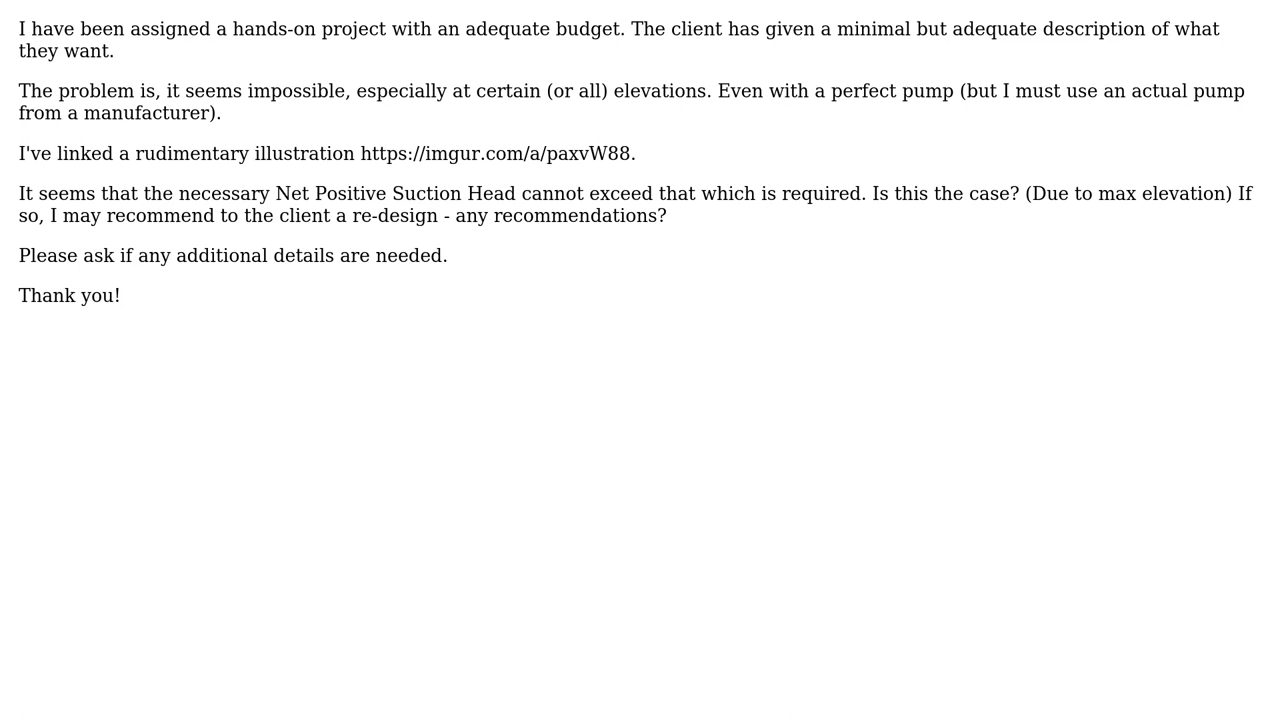 I have been assigned a hands-on project with an adequate budget. The client has given a minimal but adequate description of what
they want.
The problem is, it seems impossible, especially at certain (or all) elevations. Even with a perfect pump (but I must use an actual pump
from a manufacturer).
I've linked a rudimentary illustration https://imgur.com/a/paxvW88.
It seems that the necessary Net Positive Suction Head cannot exceed that which is required. Is this the case? (Due to max elevation) If
so, I may recommend to the client a re-design - any recommendations?
Please ask if any additional details are needed.
Thank you!